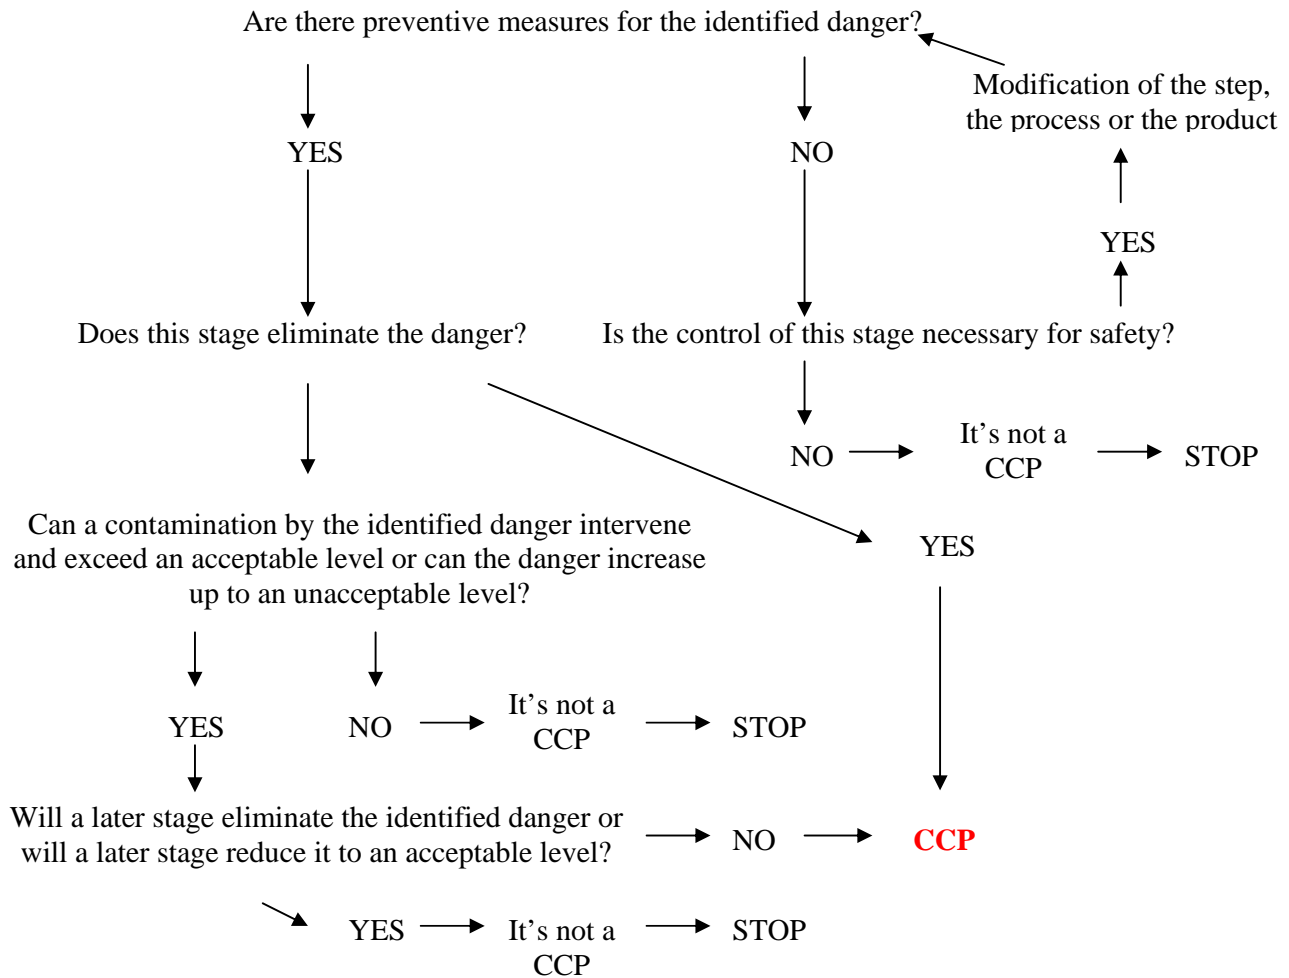 Are there preventive measures for the identified danger?
Modification of the step,
the process or the product
YES
NO
YES
Does this stage eliminate the danger?
Is the control of this stage necessary for safety?
NO
It's not a
CCP
STOP
Can a contamination by the identified danger intervene
and exceed an acceptable level or can the danger increase
up to an unacceptable level?
YES
YES
NO
It's not a
CCP
STOP
Will a later stage eliminate the identified danger or
will a later stage reduce it to an acceptable level?
NO
CCP
YES
It's not a
CCP
STOP